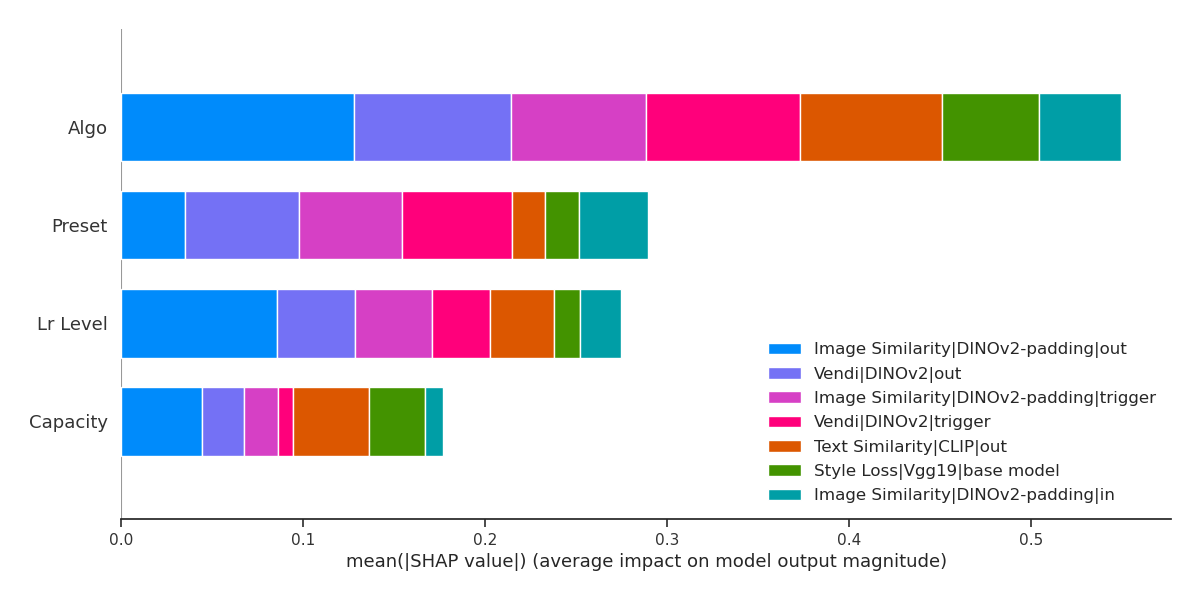 Algo
Preset
Lr Level
Capacity
Image Similarity|DINOv2-padding|out
Vendi|DINOv2|out
Image Similarity|DINOv2-padding|trigger
Vendi|DINOv2|trigger
Text Similarity|CLIP|out
Style Loss|Vgg19|base model
Image Similarity|DINOv2-padding|in
0.0 0.1 0.2 0.3 0.4 0.5
mean(|SHAP value|) (average impact on model output magnitude)